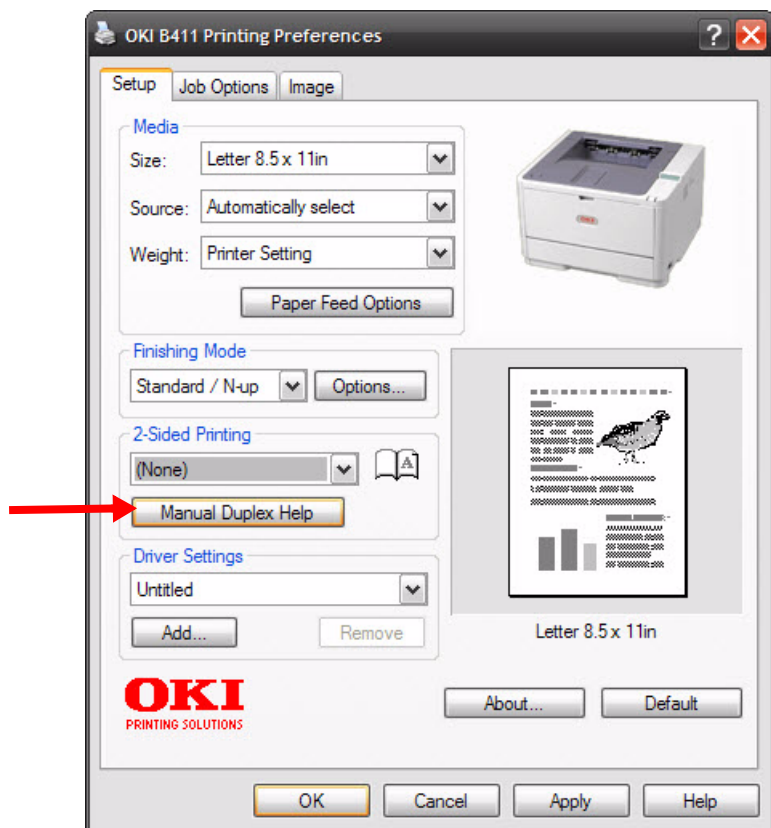 OKI B411 Printing Preferences
Setup Job Options Image
Media
Size: Letter 8.5 x 11in
Source: Automatically select
Weight: Printer Setting
Paper Feed Options
Finishing Mode
Standard / N-up Options...
2-Sided Printing
(None) A
Manual Duplex Help
Driver Settings
Untitled
Add... Remove
Letter 8.5 x 11in
OKI
PRINTING SOLUTIONS
About... Default
OK Cancel Apply Help